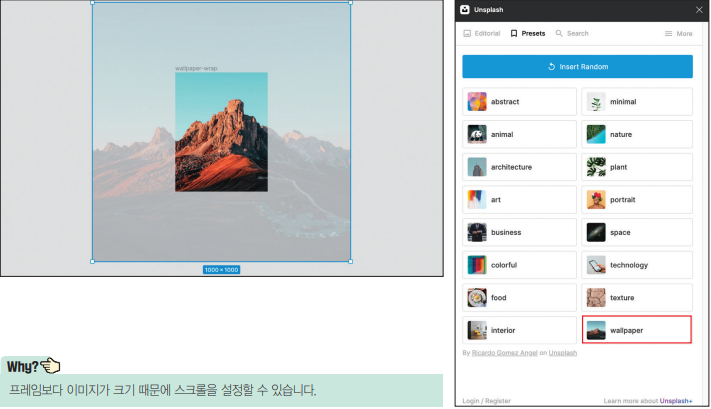 wallpaper-wrap
1000 × 1000
Why?
프레임보다 이미지가 크기 때문에 스크롤을 설정할 수 있습니다.
Unsplash
Editorial Presets Search More
Insert Random
abstract minimal
animal nature
architecture plant
art portrait
business space
colorful technology
food texture
interior wallpaper
By Ricardo Gomez Angel on Unsplash
Login / Register Learn more about Unsplash+